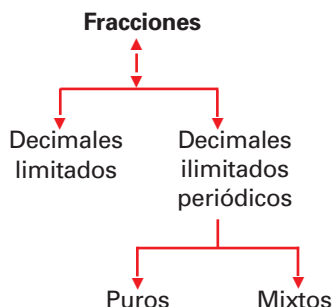 Fracciones
Decimales
limitados
Decimales
ilimitados
periódicos
Puros
Mixtos